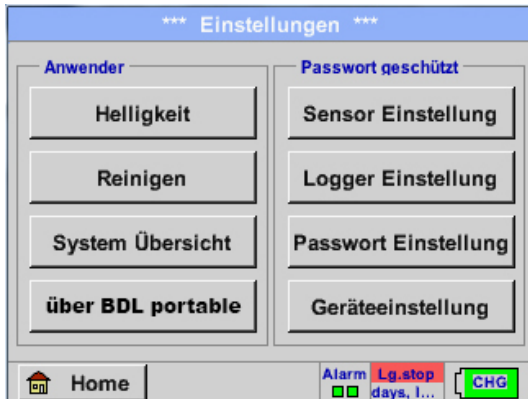 *** Einstellungen ***
Anwender
Helligkeit
Reinigen
System Übersicht
über BDL portable
Passwort geschützt
Sensor Einstellung
Logger Einstellung
Passwort Einstellung
Geräteeinstellung
Home
Alarm
Lg.stop
days, l...
CHG